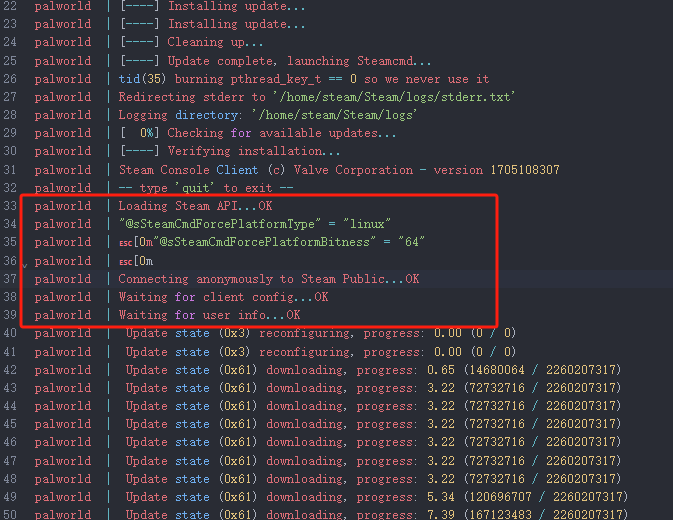 22 palworld | [----] Installing update...
23 palworld | [----] Installing update...
24 palworld | [----] Cleaning up...
25 palworld | [----] Update complete, launching Steamcmd...
26 palworld | tid(35) burning pthread_key_t == 0 so we never use it
27 palworld | Redirecting stderr to '/home/steam/Steam/logs/stderr.txt'
28 palworld | Logging directory: '/home/steam/Steam/logs'
29 palworld | [  0%] Checking for available updates...
30 palworld | [----] Verifying installation...
31 palworld | Steam Console Client (c) Valve Corporation - version 1705108307
32 palworld | -- type 'quit' to exit --
33 palworld | Loading Steam API...OK
34 palworld | "@sSteamCmdForcePlatformType" = "linux"
35 palworld | ESC[0m"@sSteamCmdForcePlatformBitness" = "64"
36 palworld | ESC[0m
37 palworld | Connecting anonymously to Steam Public...OK
38 palworld | Waiting for client config...OK
39 palworld | Waiting for user info...OK
40 palworld |  Update state (0x3) reconfiguring, progress: 0.00 (0 / 0)
41 palworld |  Update state (0x3) reconfiguring, progress: 0.00 (0 / 0)
42 palworld |  Update state (0x61) downloading, progress: 0.65 (14680064 / 2260207317)
43 palworld |  Update state (0x61) downloading, progress: 3.22 (72732716 / 2260207317)
44 palworld |  Update state (0x61) downloading, progress: 3.22 (72732716 / 2260207317)
45 palworld |  Update state (0x61) downloading, progress: 3.22 (72732716 / 2260207317)
46 palworld |  Update state (0x61) downloading, progress: 3.22 (72732716 / 2260207317)
47 palworld |  Update state (0x61) downloading, progress: 3.22 (72732716 / 2260207317)
48 palworld |  Update state (0x61) downloading, progress: 3.22 (72732716 / 2260207317)
49 palworld |  Update state (0x61) downloading, progress: 5.34 (120696707 / 2260207317)
50 palworld |  Update state (0x61) downloading, progress: 7.39 (167123483 / 2260207317)